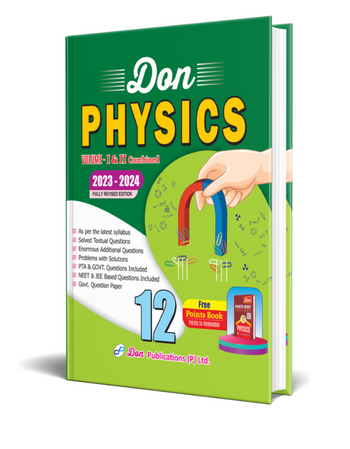 Don
PHYSICS
VOLUME - I & II Combined
2023 - 2024
FULLY REVISED EDITION
As per the latest syllabus
Solved Textual Questions
Enormous Additional Questions
Problems with Solutions
PTA & GOVT. Questions Included
NEET & JEE Based Questions Included
Govt. Question Paper
12
Free
Points Book
Points to Remember
POINTS BOOK
Don Publications (P) Ltd.